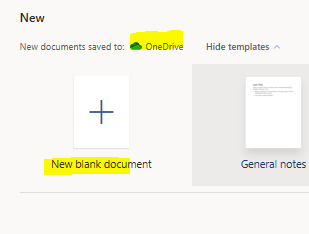 New
New documents saved to: OneDrive Hide templates
New blank document General notes